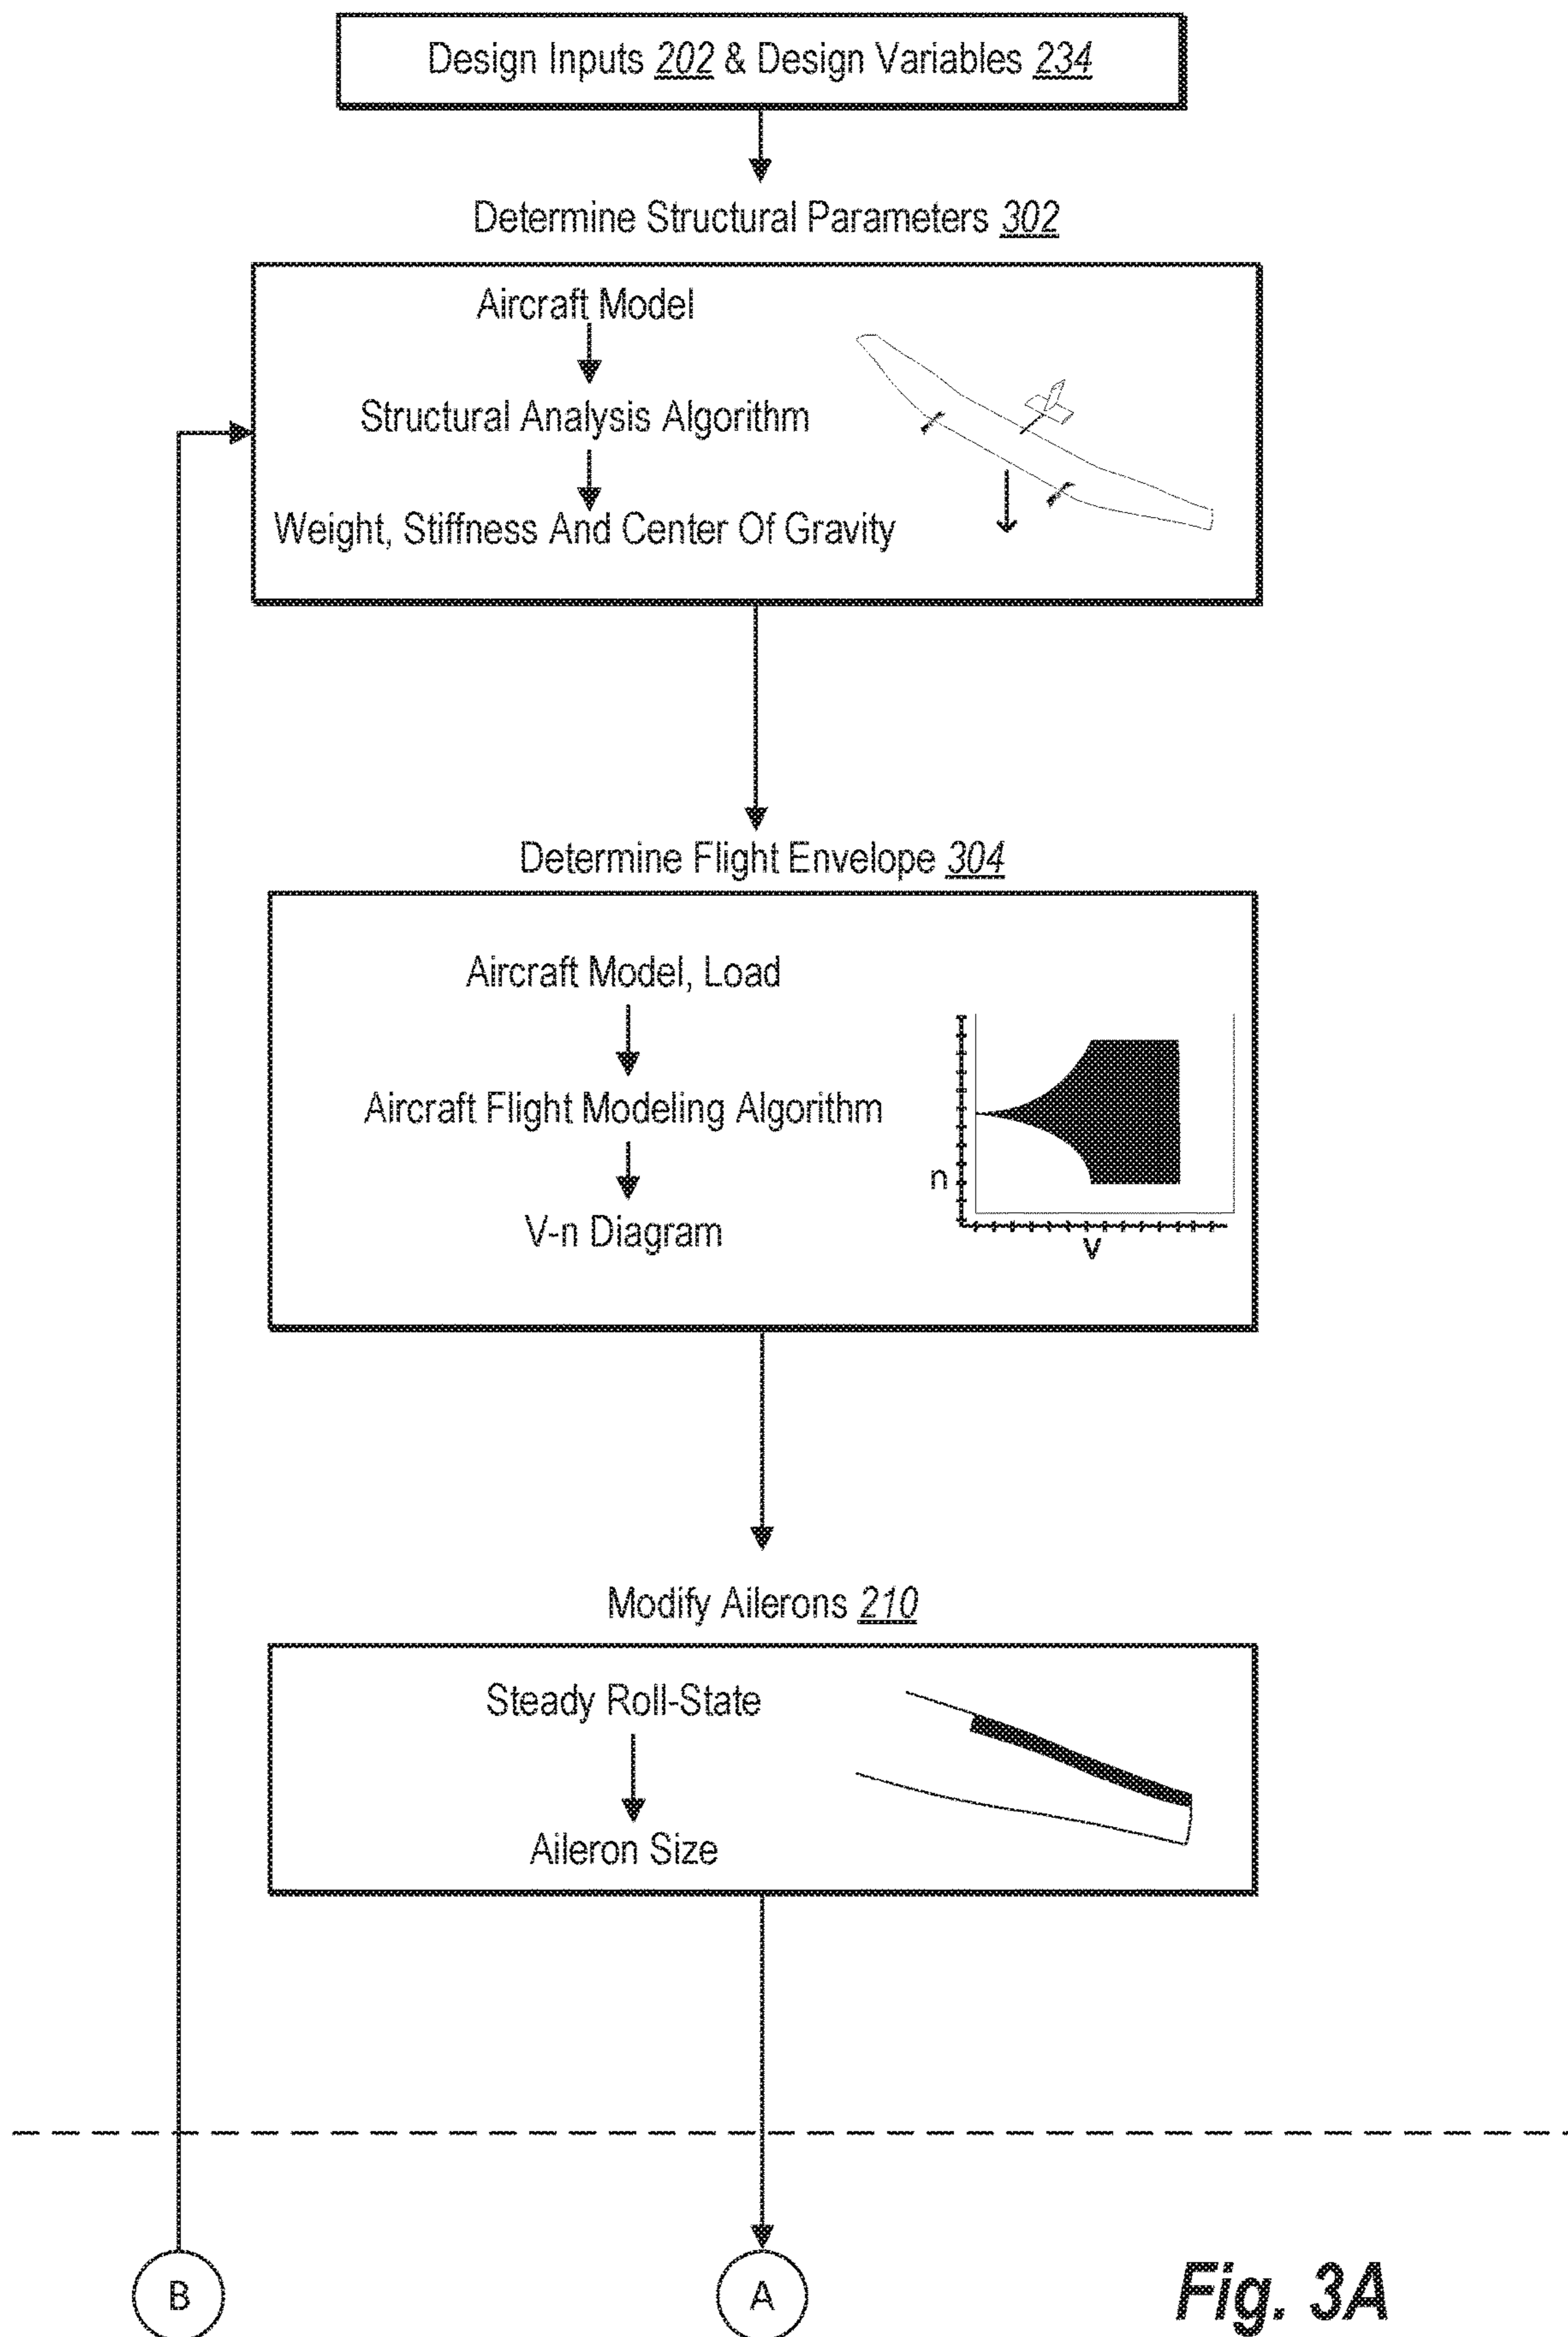 Design Inputs 202 & Design Variables 234
Determine Structural Parameters 302
Aircraft Model
Structural Analysis Algorithm
Weight, Stiffness And Center Of Gravity
Determine Flight Envelope 304
Aircraft Model, Load
Aircraft Flight Modeling Algorithm
n
V-n Diagram
V
Modify Ailerons 210
Steady Roll-State
Aileron Size
B
A
Fig. 3A